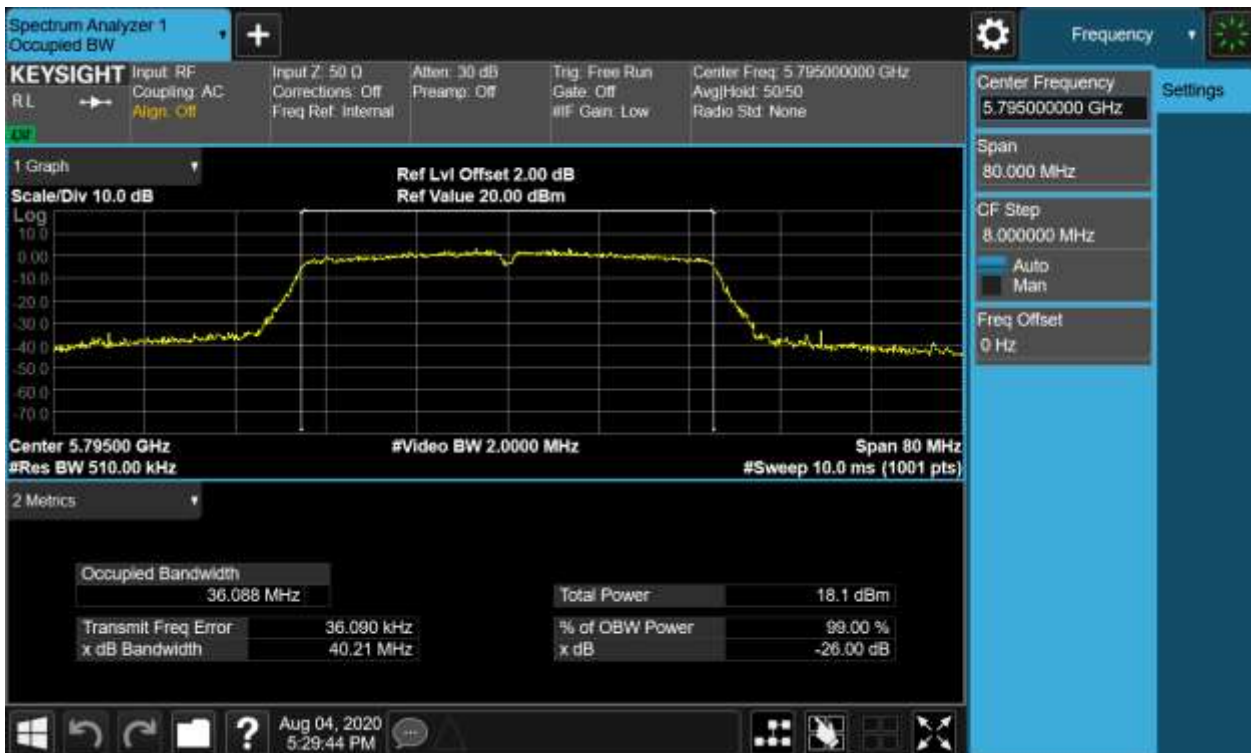 Spectrum Analyzer 1
Occupied BW
Frequency
KEYSIGHT
RL
Input: RF
Coupling: AC
Align: Off
Input Z: 50 Ω
Corrections: Off
Freq Ref: Internal
Atten: 30 dB
Preamp: Off
Trig: Free Run
Gate: Off
#IF Gain: Low
Center Freq: 5.795000000 GHz
Avg|Hold: 50/50
Radio Std: None
Center Frequency
5.795000000 GHz
Settings
Span
80.000 MHz
CF Step
8.000000 MHz
Auto
Man
Freq Offset
0 Hz
1 Graph
Scale/Div 10.0 dB
Ref Lvl Offset 2.00 dB
Ref Value 20.00 dBm
Log
10.0
0.00
-10.0
-20.0
-30.0
-40.0
-50.0
-60.0
-70.0
Center 5.79500 GHz
#Video BW 2.0000 MHz
Span 80 MHz
#Res BW 510.00 kHz
#Sweep 10.0 ms (1001 pts)
2 Metrics
Occupied Bandwidth
36.088 MHz
Total Power 18.1 dBm
Transmit Freq Error 36.090 kHz
% of OBW Power 99.00 %
x dB Bandwidth 40.21 MHz
x dB -26.00 dB
?
Aug 04, 2020
5:29:44 PM